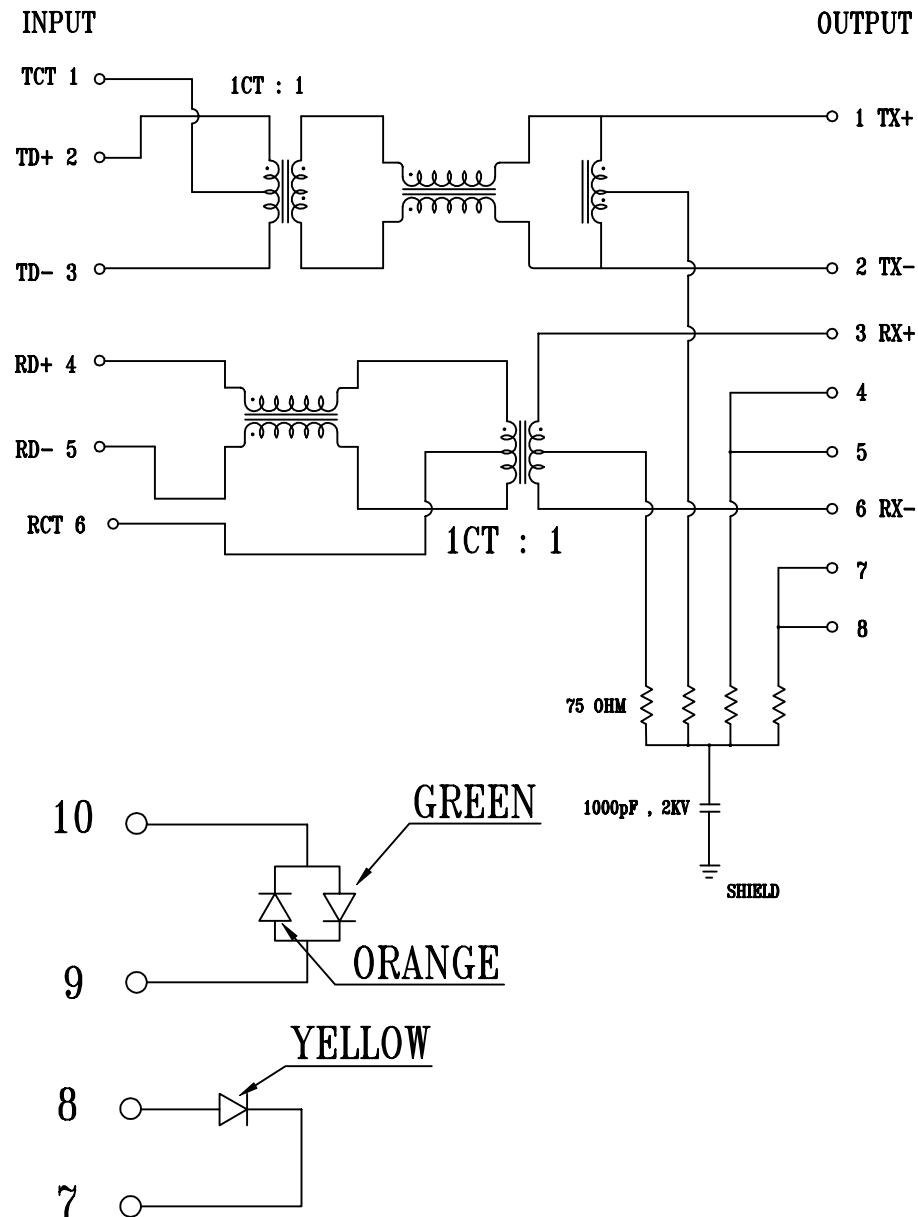 INPUT
OUTPUT
TCT 1
1CT : 1
1 TX+
TD+ 2
TD- 3
2 TX-
3 RX+
RD+ 4
4
RD- 5
5
6 RX-
RCT 6
1CT : 1
7
8
75 OHM
1000pF , 2KV
SHIELD
10
GREEN
9
ORANGE
YELLOW
8
7